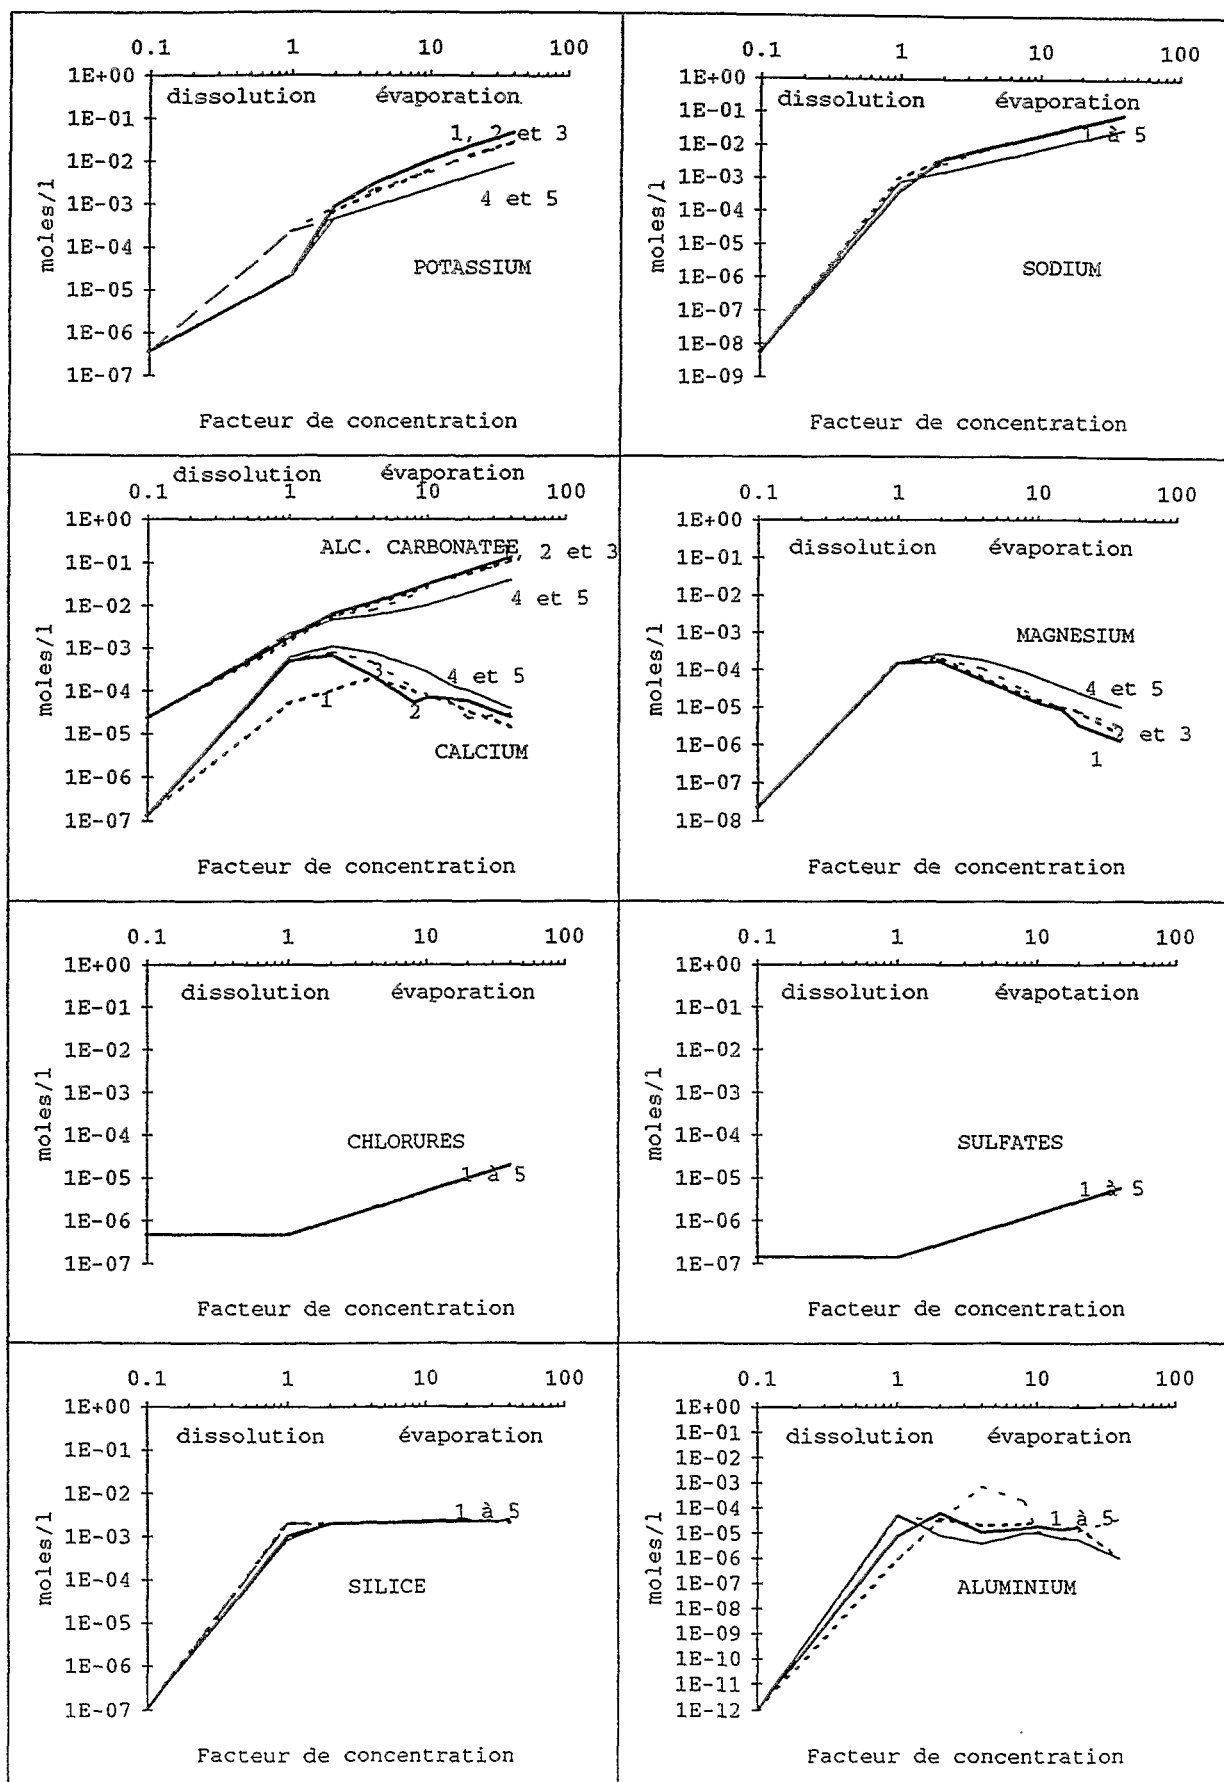 0.1 1 10 100
1E+00
dissolution évaporation
1E-01
1, 2 et 3
1E-02
1E-03
4 et 5
1E-04
POTASSIUM
1E-05
1E-06
1E-07
moles/l
Facteur de concentration
0.1 1 10 100
1E+00
dissolution évaporation
1E-01
1 à 5
1E-02
1E-03
1E-04
1E-05
SODIUM
1E-06
1E-07
1E-08
1E-09
moles/l
Facteur de concentration
dissolution évaporation
0.1 1 10 100
1E+00
ALC. CARBONATEE , 2 et 3
1E-01
1E-02
4 et 5
1E-03
3 4 et 5
1E-04
1 2
1E-05
CALCIUM
1E-06
1E-07
moles/l
Facteur de concentration
0.1 1 10 100
1E+00
dissolution évaporation
1E-01
1E-02
1E-03
MAGNESIUM
1E-04
4 et 5
1E-05
2 et 3
1E-06
1
1E-07
1E-08
moles/l
Facteur de concentration
0.1 1 10 100
1E+00
dissolution évaporation
1E-01
1E-02
1E-03
1E-04
CHLORURES
1E-05
1 à 5
1E-06
1E-07
moles/l
Facteur de concentration
0.1 1 10 100
1E+00
dissolution évapotation
1E-01
1E-02
1E-03
1E-04
SULFATES
1E-05
1 à 5
1E-06
1E-07
moles/l
Facteur de concentration
0.1 1 10 100
1E+00
dissolution évaporation
1E-01
1E-02
1 à 5
1E-03
1E-04
SILICE
1E-05
1E-06
1E-07
moles/l
Facteur de concentration
0.1 1 10 100
1E+00
1E-01
dissolution évaporation
1E-02
1E-03
1E-04
1 à 5
1E-05
1E-06
1E-07
ALUMINIUM
1E-08
1E-09
1E-10
1E-11
1E-12
moles/l
Facteur de concentration